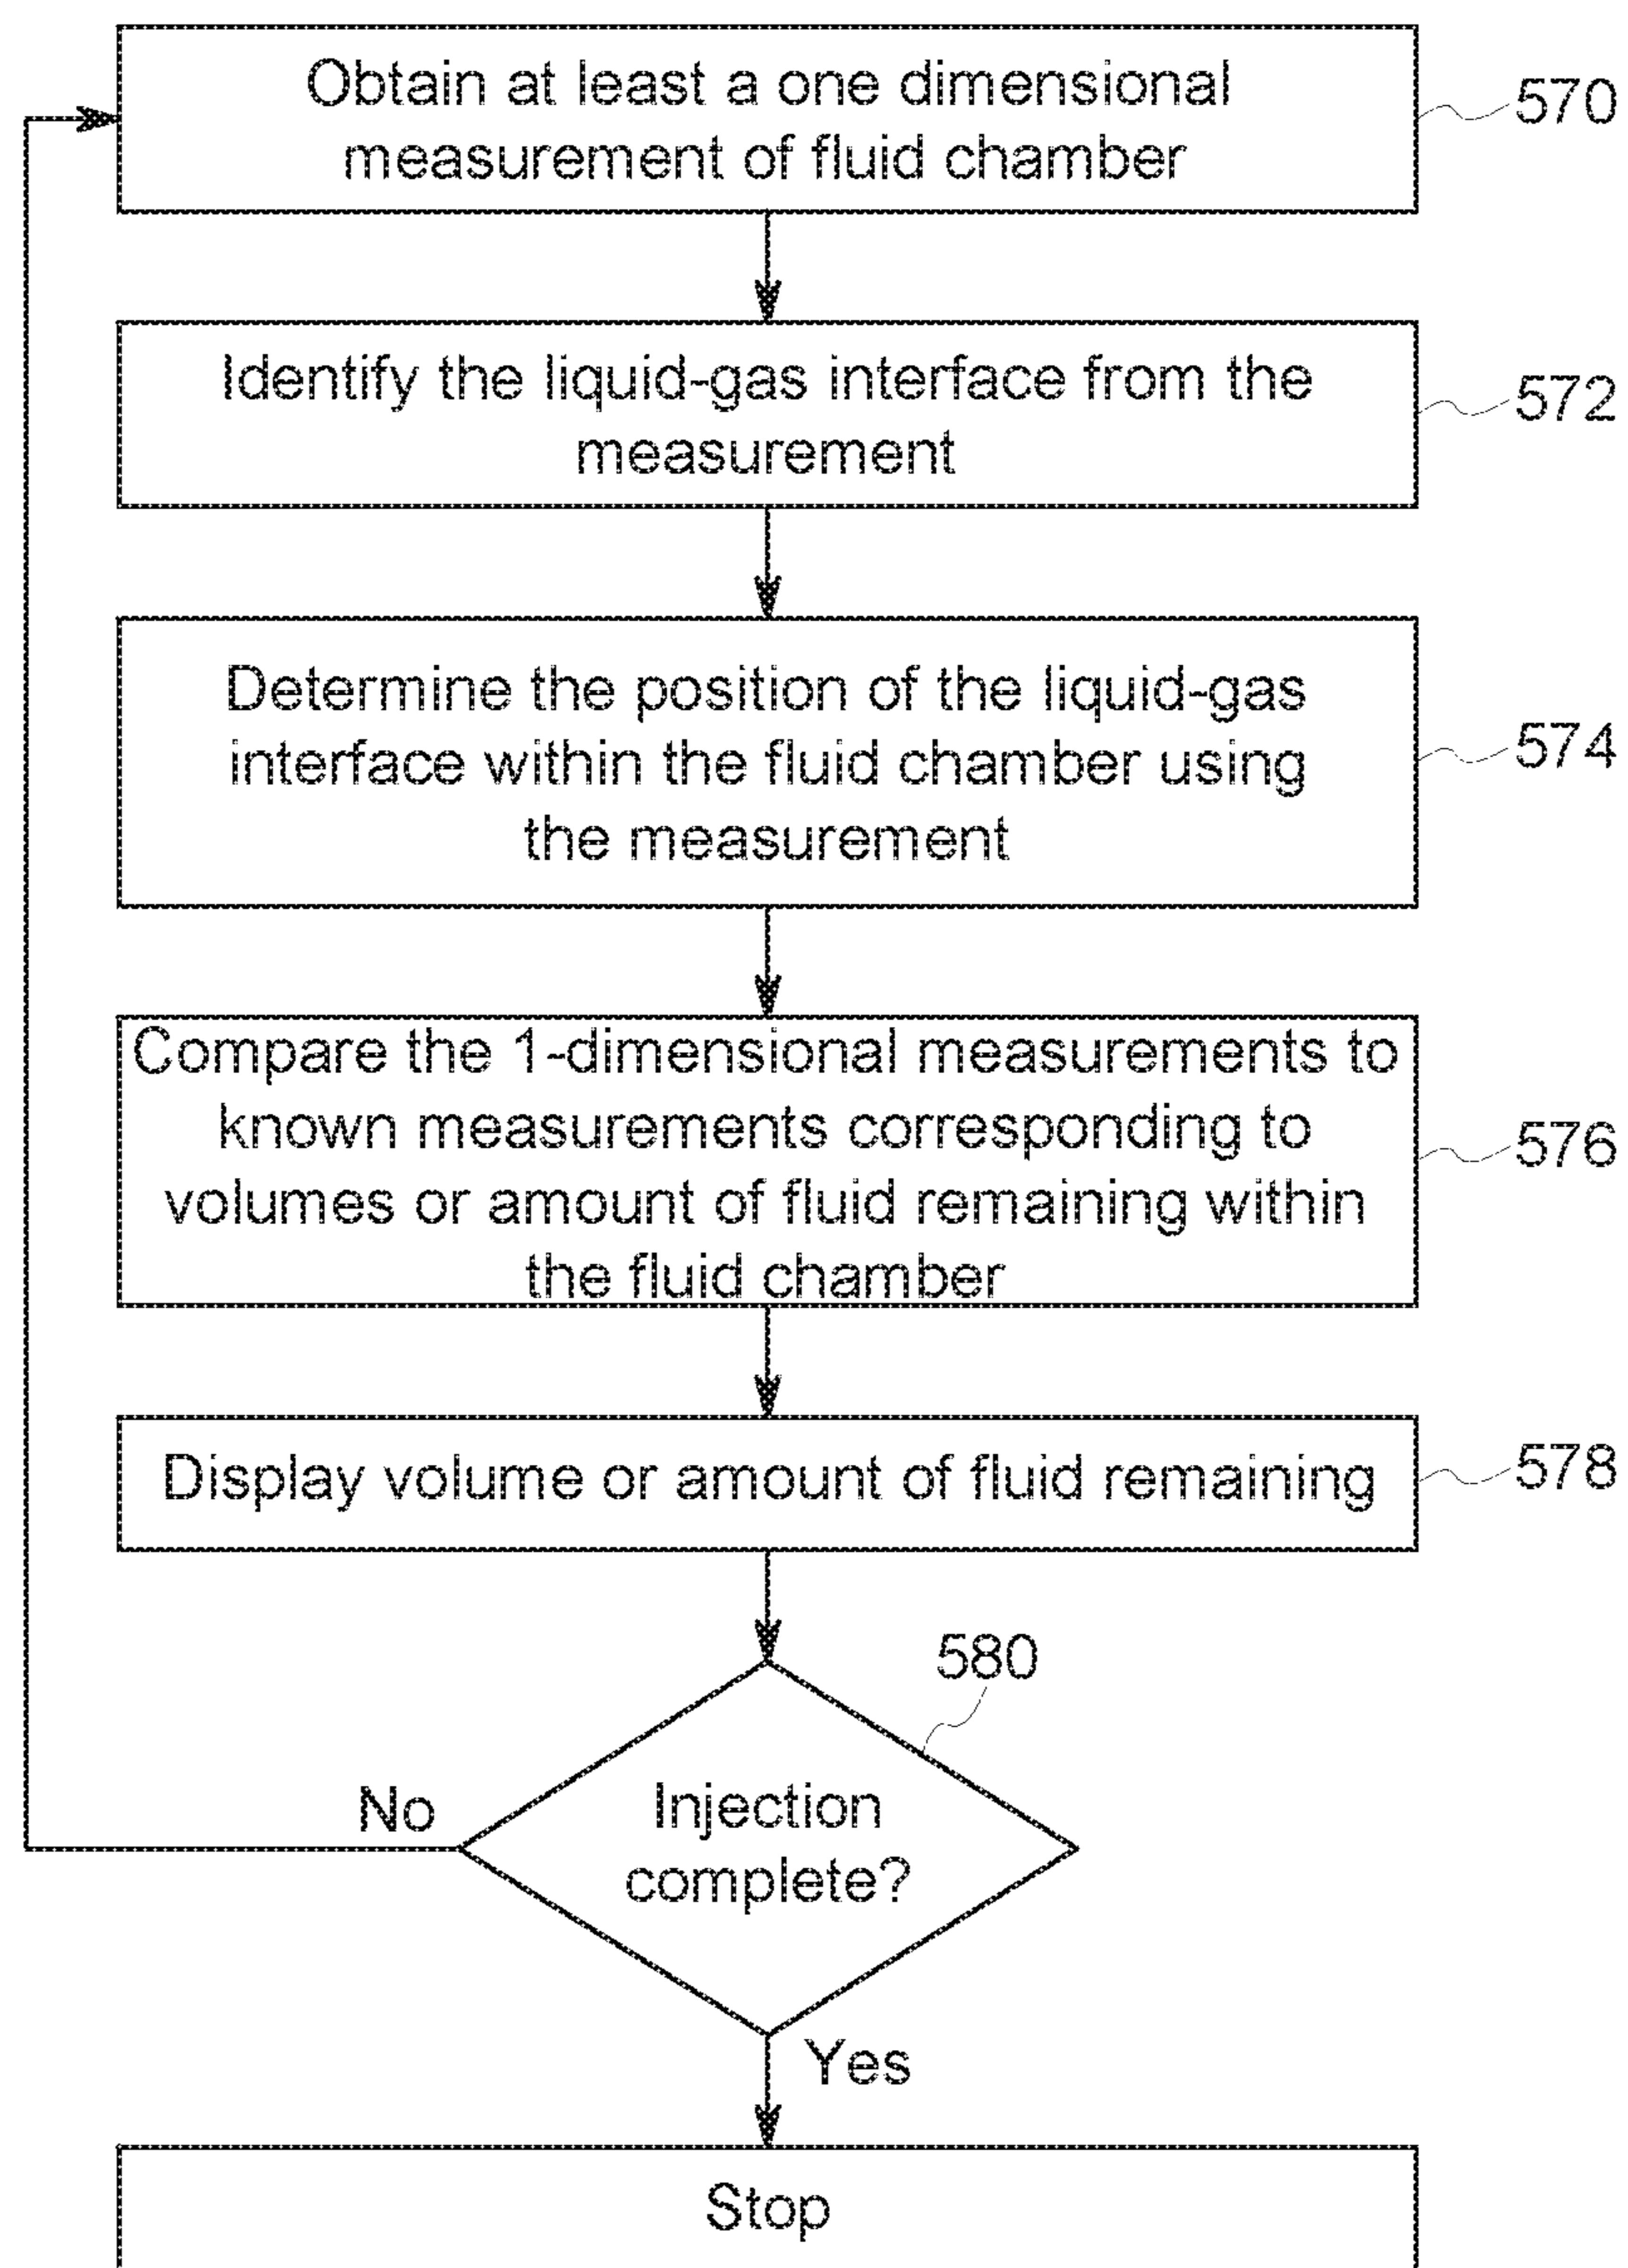 Obtain at least a one dimensional
measurement of fluid chamber
570
Identify the liquid-gas interface from the
measurement
572
Determine the position of the liquid-gas
interface within the fluid chamber using
the measurement
574
Compare the 1-dimensional measurements to
known measurements corresponding to
volumes or amount of fluid remaining within
the fluid chamber
576
Display volume or amount of fluid remaining
578
580
Injection
complete?
No
Yes
Stop